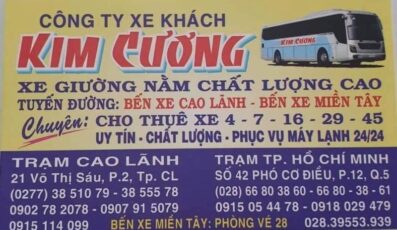 CÔNG TY XE KHÁCH
KIM CƯƠNG
KIM CƯƠNG
XE GIƯỜNG NẰM CHẤT LƯỢNG CAO
TUYẾN ĐƯỜNG: BẾN XE CAO LÃNH - BẾN XE MIỀN TÂY
Chuyên: CHO THUÊ XE 4 - 7 - 16 - 29 - 45
UY TÍN - CHẤT LƯỢNG - PHỤC VỤ MÁY LẠNH 24/24
TRẠM CAO LÃNH
21 Võ Thị Sáu, P.2, Tp. CL
(0277) 38 510 79 - 38 555 78
0902 78 2078 - 0907 91 5079
0915 114 099
TRẠM TP. HỒ CHÍ MINH
SỐ 42 PHÓ CƠ ĐIỀU, P.12, Q.5
(028) 66 80 38 60 - 66 80 - 38 - 61
0915 05 44 78 - 0918 029 479
BẾN XE MIỀN TÂY: PHÒNG VÉ 28
028.39553.939